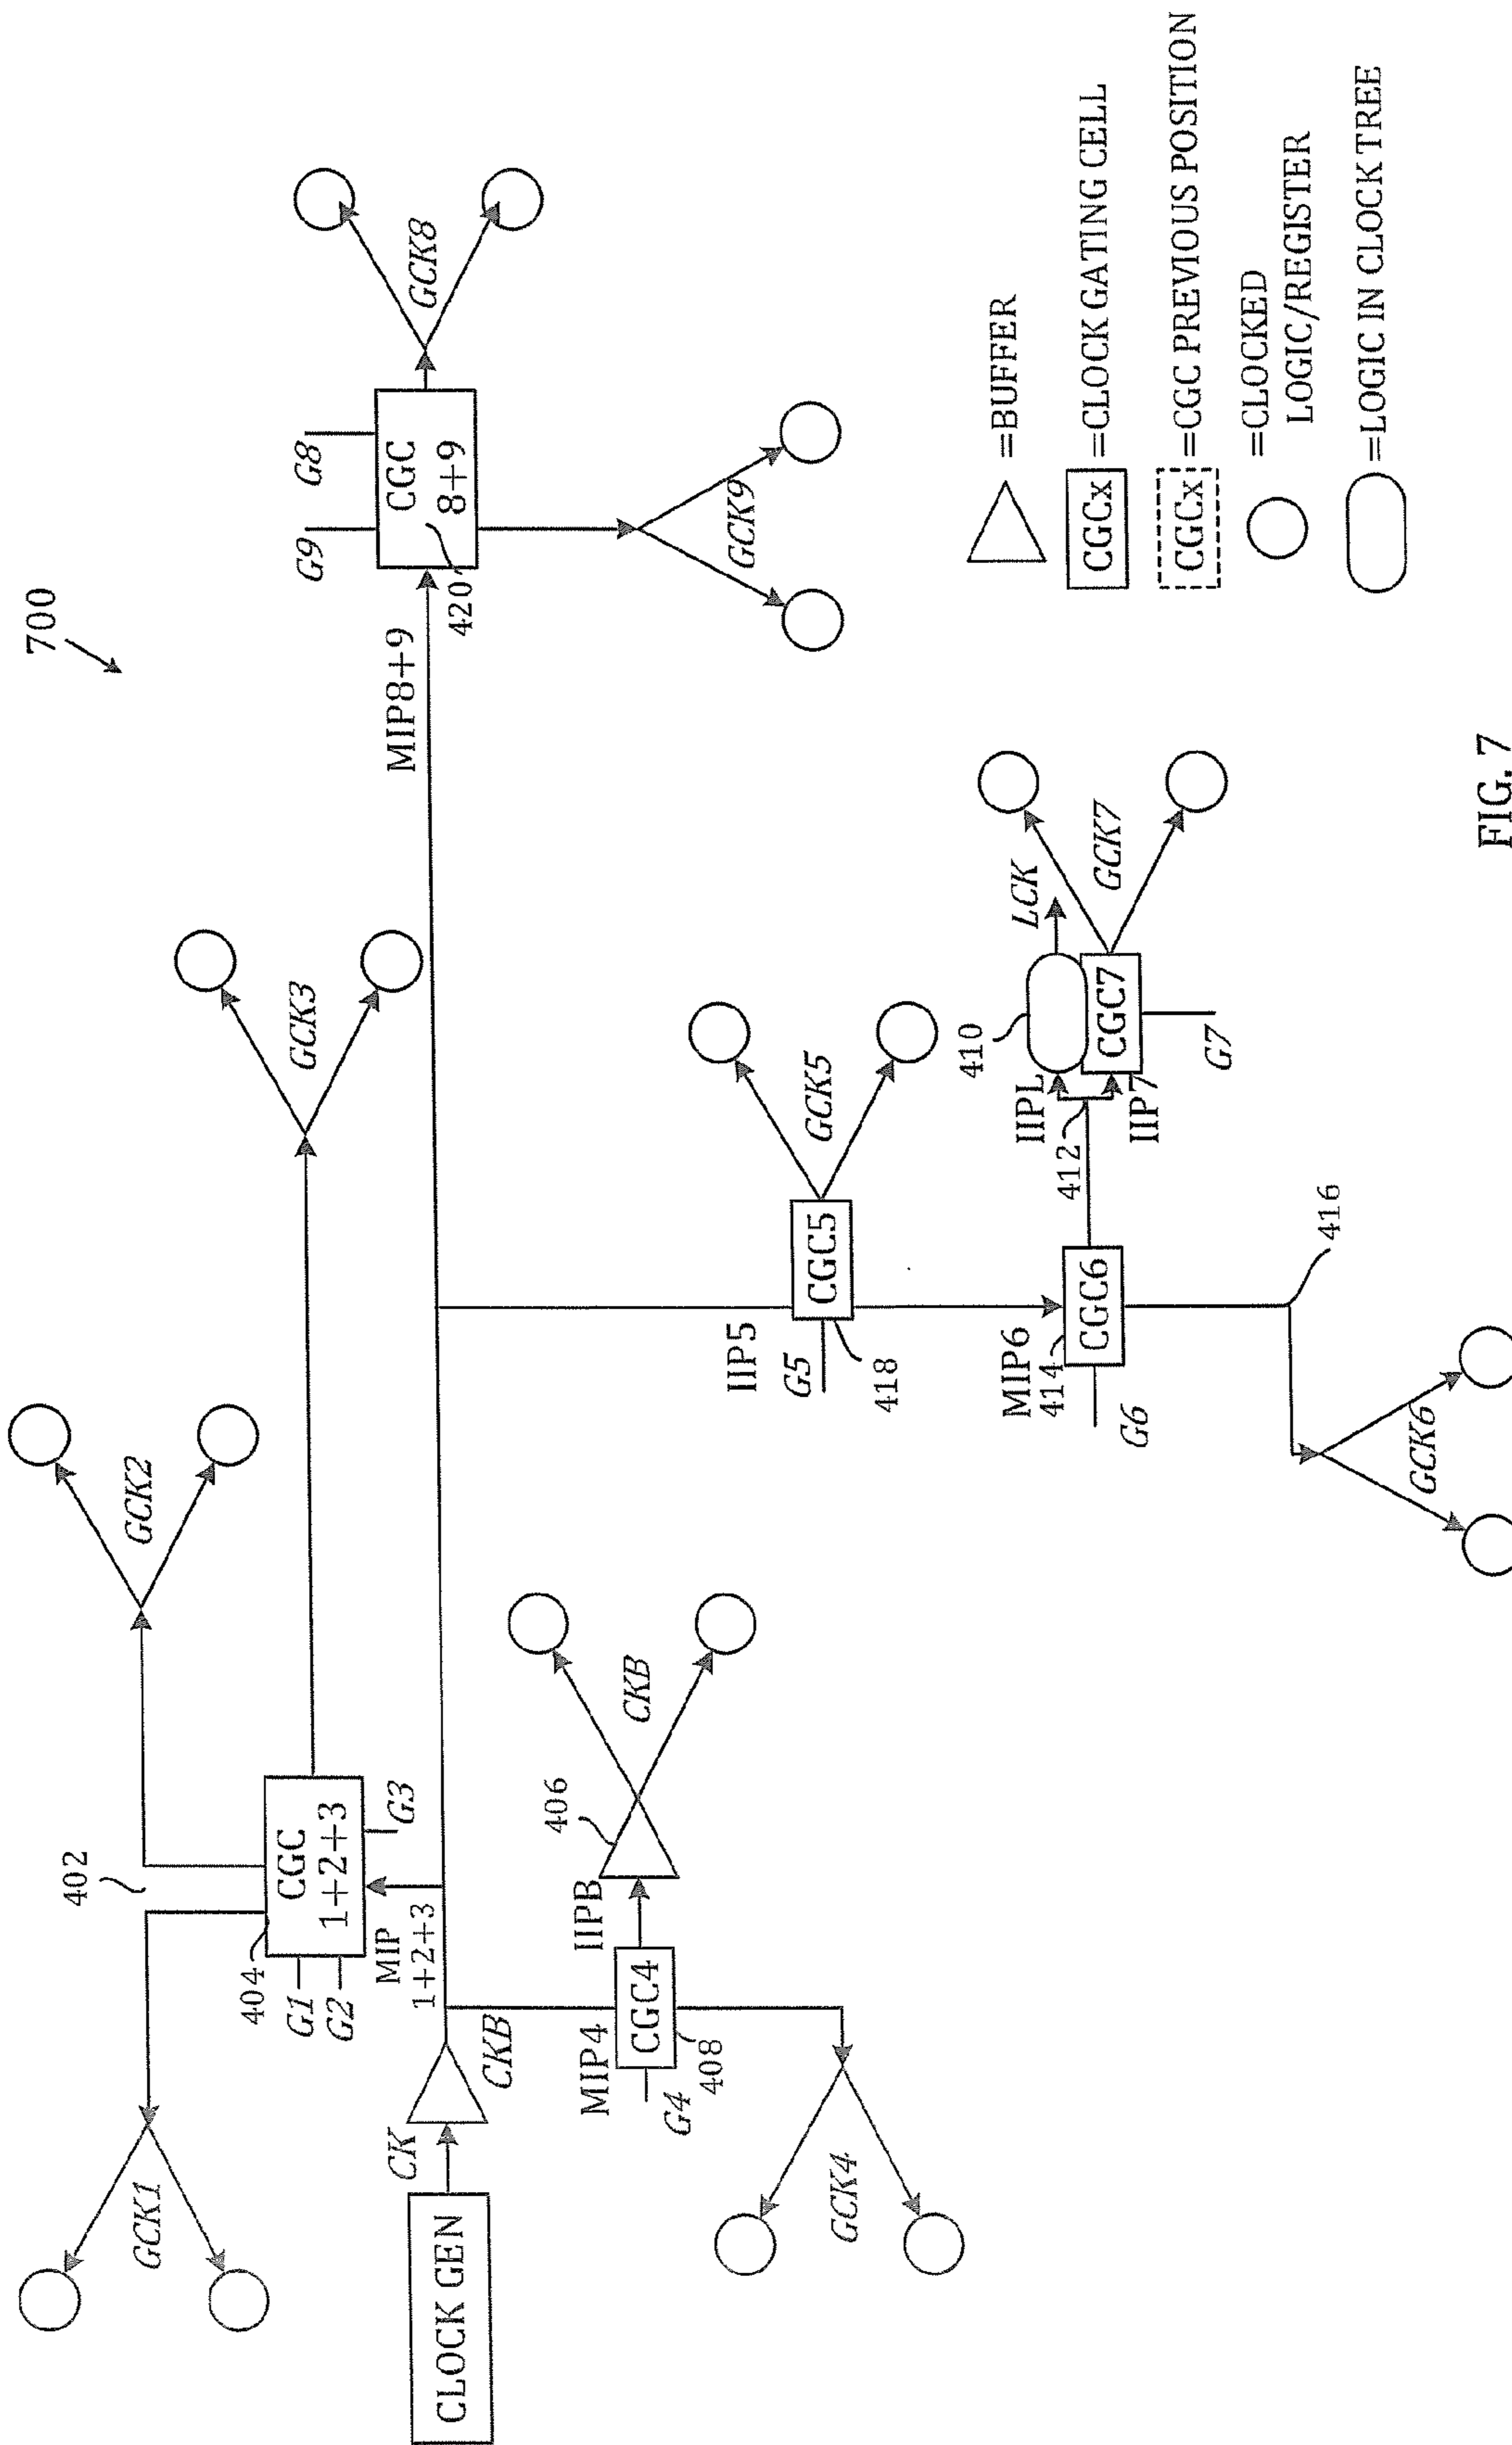 700
402
GCK1
GCK2
GCK3
404
CGC
1+2+3
G1
G2
G3
MIP
1+2+3
CLOCK GEN
CK
CKB
MIP4
G4
CGC4
408
IIPB
406
CKB
GCK4
MIP8+9
G9
G8
CGC
8+9
420
GCK8
GCK9
IIP5
G5
CGC5
418
GCK5
MIP6
414
G6
CGC6
412
IIPL
IIP7
410
LCK
CGC7
G7
GCK7
416
GCK6
=BUFFER
CGCx =CLOCK GATING CELL
CGCx =CGC PREVIOUS POSITION
=CLOCKED
LOGIC/REGISTER
=LOGIC IN CLOCK TREE
FIG. 7